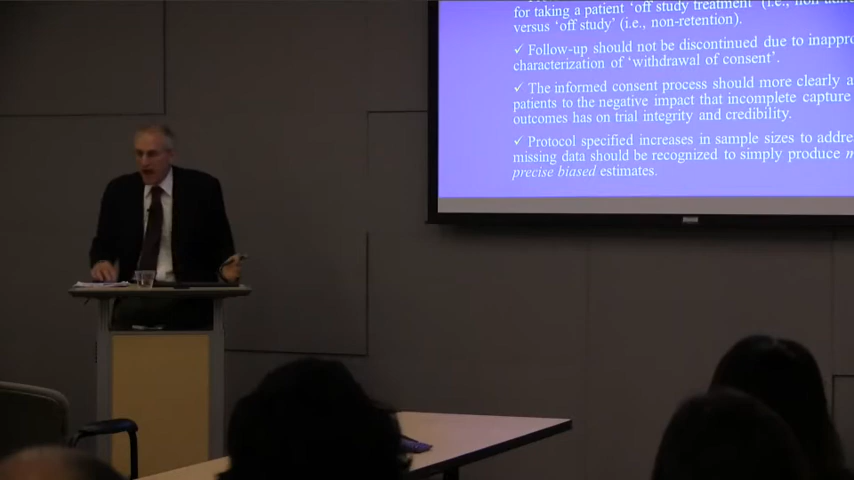 for taking a patient 'off study treatment' (i.e., non
versus 'off study' (i.e., non-retention).
✓ Follow-up should not be discontinued due to inappro
characterization of 'withdrawal of consent'.
✓ The informed consent process should more clearly a
patients to the negative impact that incomplete capture
outcomes has on trial integrity and credibility.
✓ Protocol specified increases in sample sizes to addre
missing data should be recognized to simply produce m
precise biased estimates.